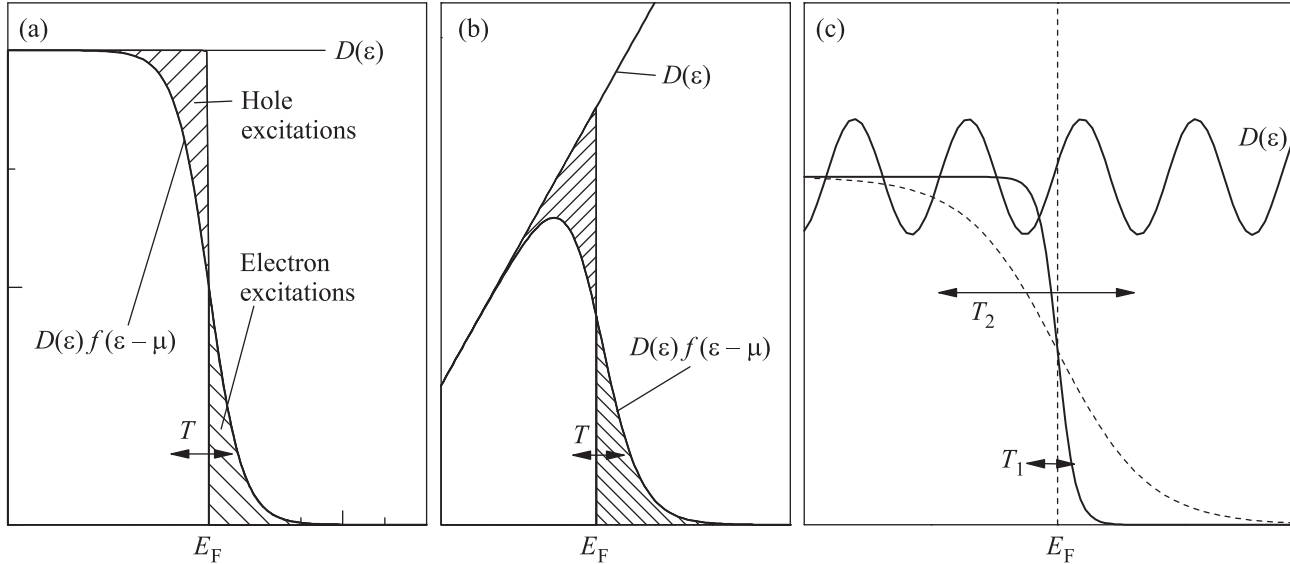 (a)
D(ε)
Hole
excitations
Electron
excitations
D(ε) f(ε – μ)
T
E_F
(b)
D(ε)
D(ε) f(ε – μ)
T
E_F
(c)
D(ε)
T_2
T_1
E_F